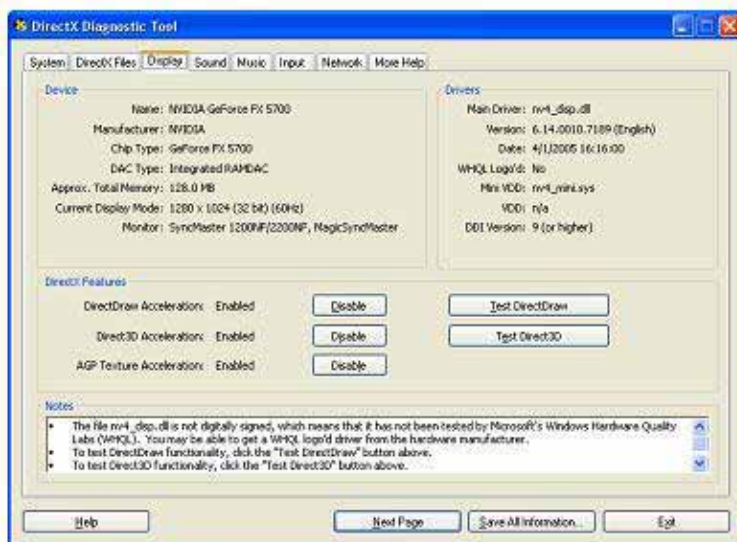 DirectX Diagnostic Tool
System DirectX Files Display Sound Music Input Network More Help
Device
Name: NVIDIA GeForce FX 5700
Manufacturer: NVIDIA
Chip Type: GeForce FX 5700
DAC Type: Integrated RAMDAC
Approx. Total Memory: 128.0 MB
Current Display Mode: 1280 x 1024 (32 bit) (60Hz)
Monitor: SyncMaster 1200NF/2200NF, MagicSyncMaster
Drivers
Main Driver: nv4_disp.dll
Version: 6.14.0010.7189 (English)
Date: 4/1/2005 16:16:00
WHQL Logo'd: No
Mini VDD: nv4_mini.sys
VDD: n/a
DDI Version: 9 (or higher)
DirectX Features
DirectDraw Acceleration: Enabled Disable Test DirectDraw
Direct3D Acceleration: Enabled Disable Test Direct3D
AGP Texture Acceleration: Enabled Disable
Notes
• The file nv4_disp.dll is not digitally signed, which means that it has not been tested by Microsoft's Windows Hardware Quality
Labs (WHQL). You may be able to get a WHQL logo'd driver from the hardware manufacturer.
• To test DirectDraw functionality, click the "Test DirectDraw" button above.
• To test Direct3D functionality, click the "Test Direct3D" button above.
Help Next Page Save All Information... Exit